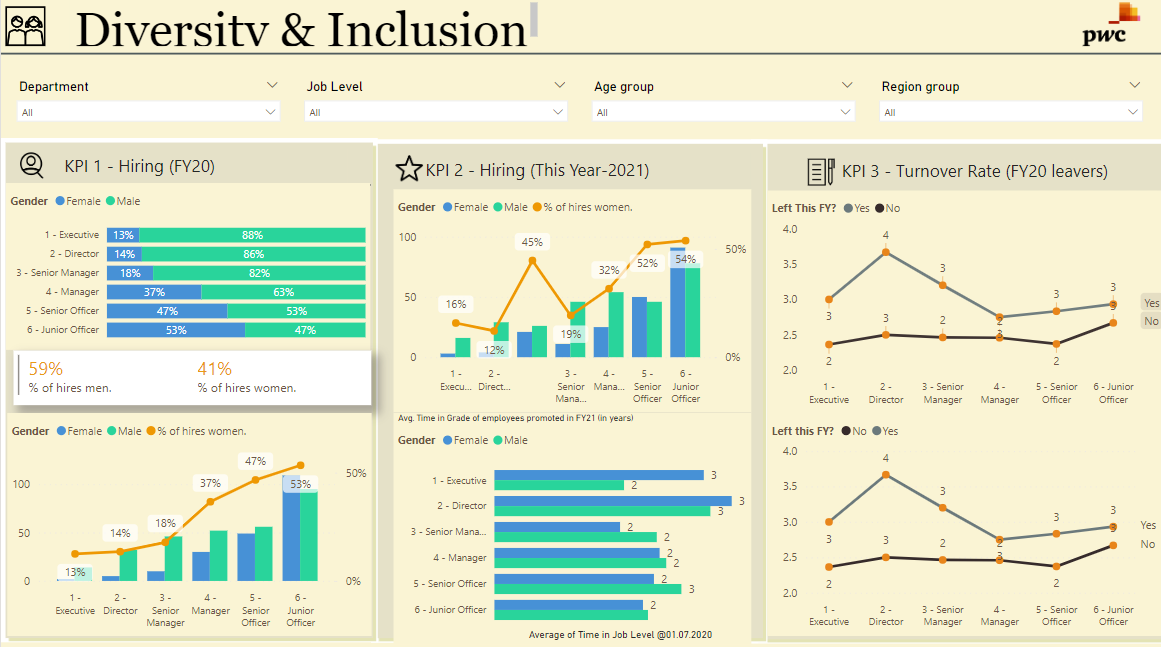 Diversity & Inclusion
pwc
Department
Job Level
Age group
Region group
All
All
All
All
KPI 1 - Hiring (FY20)
Gender Female Male
1 - Executive 13% 88%
2 - Director 14% 86%
3 - Senior Manager 18% 82%
4 - Manager 37% 63%
5 - Senior Officer 47% 53%
6 - Junior Officer 53% 47%
59%
% of hires men.
41%
% of hires women.
Gender Female Male % of hires women.
100
50
0
50%
0%
13%
14%
18%
37%
47%
53%
1 -
Executive
2 -
Director
3 -
Senior
Manager
4 -
Manager
5 -
Senior
Officer
6 -
Junior
Officer
KPI 2 - Hiring (This Year-2021)
Gender Female Male % of hires women.
100
50
0
50%
0%
16%
12%
45%
19%
32%
52%
54%
1 -
Execu...
2 -
Direct...
3 -
Senior
Mana...
4 -
Mana...
5 -
Senior
Officer
6 -
Junior
Officer
Avg. Time in Grade of employees promoted in FY21 (in years)
Gender Female Male
1 - Executive 3
2
2 - Director 3
3
3 - Senior Mana... 2
2
4 - Manager 2
2
5 - Senior Officer 2
3
6 - Junior Officer 2
Average of Time in Job Level @01.07.2020
KPI 3 - Turnover Rate (FY20 leavers)
Left This FY? Yes No
4.0
3.5
3.0
2.5
2.0
3
4
3
2
3
3
2
3
2
3
2
3
Yes
No
1 -
Executive
2 -
Director
3 - Senior
Manager
4 -
Manager
5 - Senior
Officer
6 - Junior
Officer
Left this FY? No Yes
4.0
3.5
3.0
2.5
2.0
3
4
3
2
3
3
2
3
2
3
2
3
Yes
No
1 -
Executive
2 -
Director
3 - Senior
Manager
4 -
Manager
5 - Senior
Officer
6 - Junior
Officer